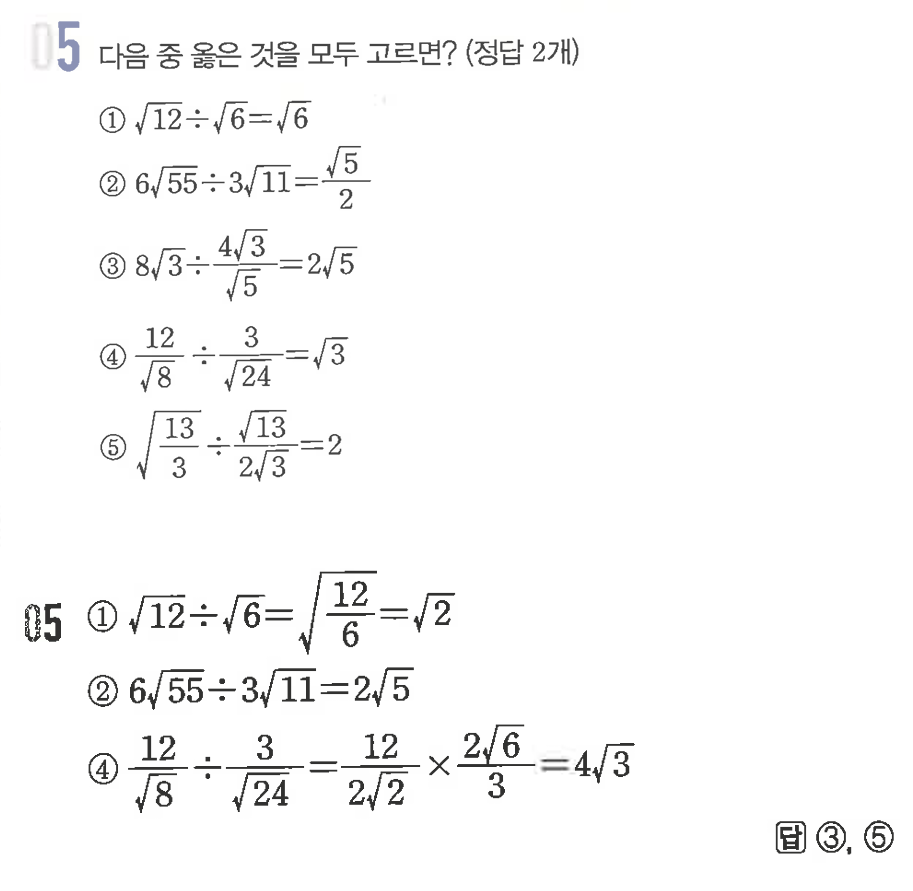 05 다음 중 옳은 것을 모두 고르면? (정답 2개)
① √12÷√6=√6
② 6√55÷3√11=√5/2
③ 8√3÷4√3/√5=2√5
④ 12/√8÷3/√24=√3
⑤ √(13/3)÷√13/(2√3)=2
05 ① √12÷√6=√(12/6)=√2
② 6√55÷3√11=2√5
④ 12/√8÷3/√24=12/(2√2)×2√6/3=4√3
답 ③, ⑤